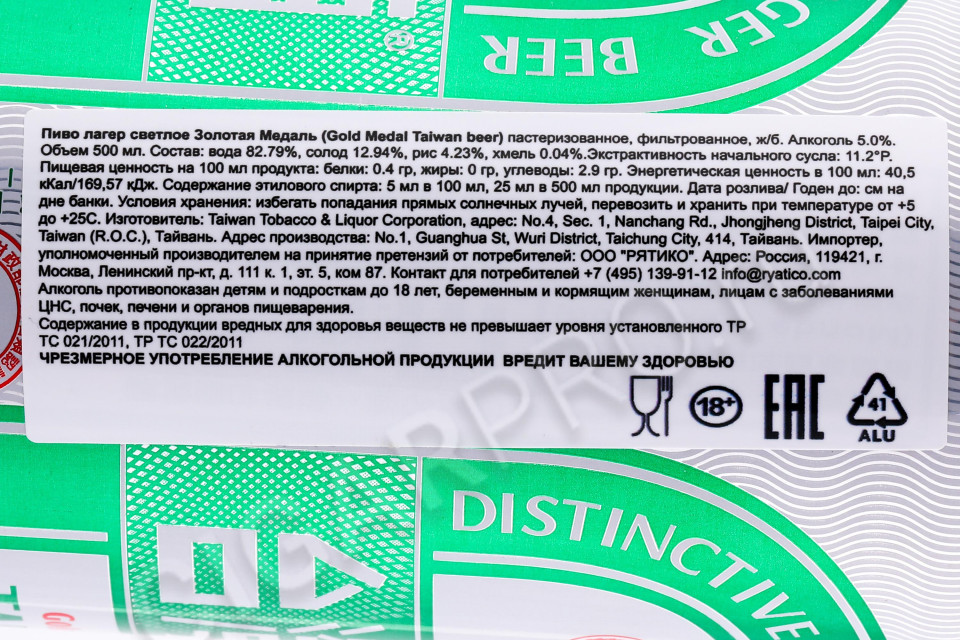 LAGER BEER
®
Пиво лагер светлое Золотая Медаль (Gold Medal Taiwan beer) пастеризованное, фильтрованное, ж/б. Алкоголь 5.0%.
Объем 500 мл. Состав: вода 82.79%, солод 12.94%, рис 4.23%, хмель 0.04%.Экстрактивность начального сусла: 11.2°P.
Пищевая ценность на 100 мл продукта: белки: 0.4 гр, жиры: 0 гр, углеводы: 2.9 гр. Энергетическая ценность в 100 мл: 40,5
кКал/169,57 кДж. Содержание этилового спирта: 5 мл в 100 мл, 25 мл в 500 мл продукции. Дата розлива/ Годен до: см на
дне банки. Условия хранения: избегать попадания прямых солнечных лучей, перевозить и хранить при температуре от +5
до +25С. Изготовитель: Taiwan Tobacco & Liquor Corporation, адрес: No.4, Sec. 1, Nanchang Rd., Jhongjheng District, Taipei City,
Taiwan (R.O.C.), Тайвань. Адрес производства: No.1, Guanghua St, Wuri District, Taichung City, 414, Тайвань. Импортер,
уполномоченный производителем на принятие претензий от потребителей: ООО "РЯТИКО". Адрес: Россия, 119421, г.
Москва, Ленинский пр-кт, д. 111 к. 1, эт. 5, ком 87. Контакт для потребителей +7 (495) 139-91-12 info@ryatico.com
Алкоголь противопоказан детям и подросткам до 18 лет, беременным и кормящим женщинам, лицам с заболеваниями
ЦНС, почек, печени и органов пищеварения.
Содержание в продукции вредных для здоровья веществ не превышает уровня установленного ТР
ТС 021/2011, ТР ТС 022/2011
ЧРЕЗМЕРНОЕ УПОТРЕБЛЕНИЕ АЛКОГОЛЬНОЙ ПРОДУКЦИИ ВРЕДИТ ВАШЕМУ ЗДОРОВЬЮ
18+
EAC
41
ALU
DISTINCTIVE